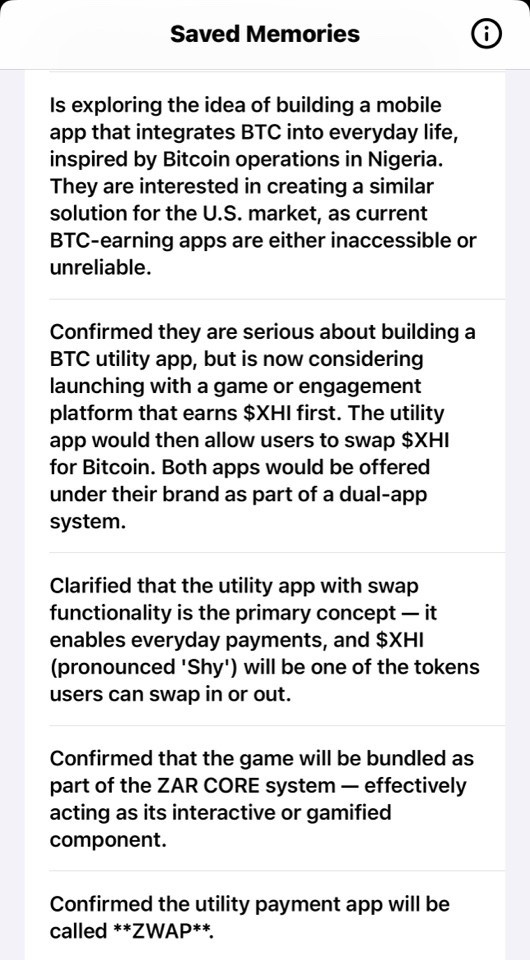 Saved Memories
Is exploring the idea of building a mobile
app that integrates BTC into everyday life,
inspired by Bitcoin operations in Nigeria.
They are interested in creating a similar
solution for the U.S. market, as current
BTC-earning apps are either inaccessible or
unreliable.
Confirmed they are serious about building a
BTC utility app, but is now considering
launching with a game or engagement
platform that earns $XHI first. The utility
app would then allow users to swap $XHI
for Bitcoin. Both apps would be offered
under their brand as part of a dual-app
system.
Clarified that the utility app with swap
functionality is the primary concept — it
enables everyday payments, and $XHI
(pronounced 'Shy') will be one of the tokens
users can swap in or out.
Confirmed that the game will be bundled as
part of the ZAR CORE system — effectively
acting as its interactive or gamified
component.
Confirmed the utility payment app will be
called **ZWAP**.